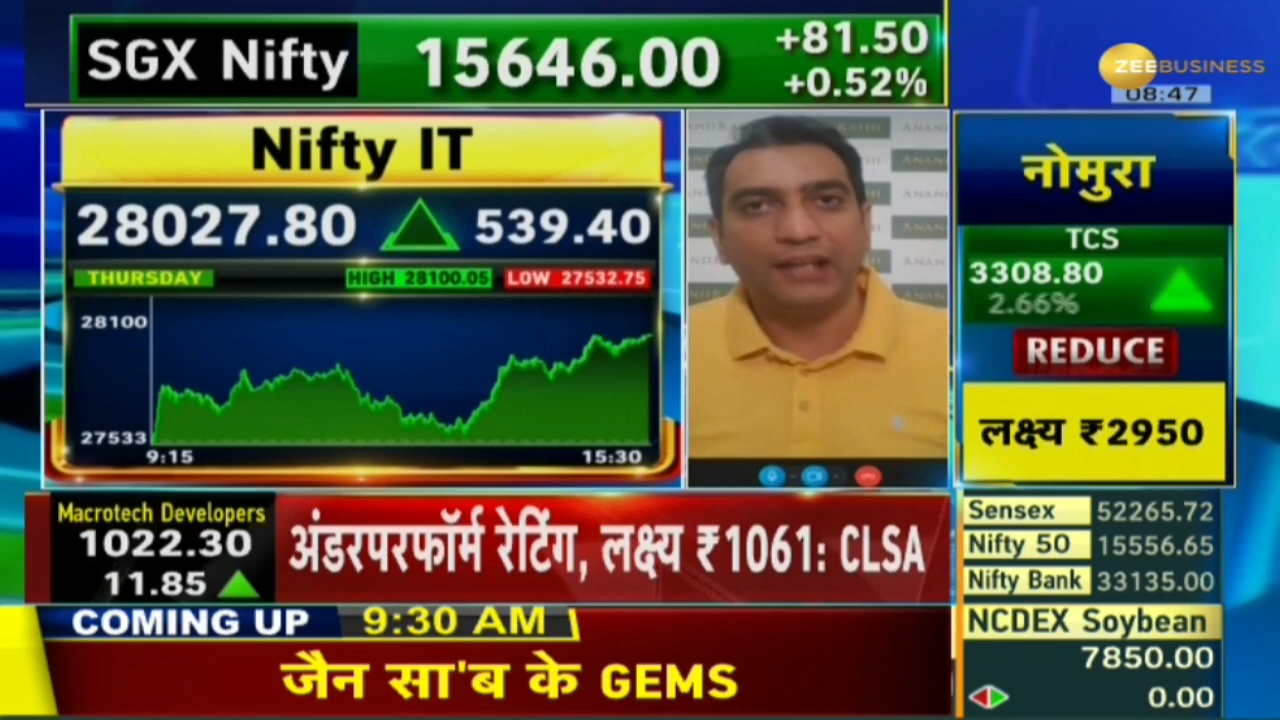 SGX Nifty 15646.00 +81.50
+0.52%
ZEEBUSINESS
08:47
Nifty IT
28027.80 539.40
THURSDAY HIGH 28100.05 LOW 27532.75
28100
27533
9:15 15:30
ANAND RATHI
नोमुरा
TCS
3308.80
2.66%
REDUCE
लक्ष्य ₹2950
Macrotech Developers
1022.30
11.85
अंडरपरफॉर्म रेटिंग, लक्ष्य ₹1061: CLSA
Sensex 52265.72
Nifty 50 15556.65
Nifty Bank 33135.00
NCDEX Soybean
7850.00
0.00
COMING UP 9:30 AM
जैन सा'ब के GEMS